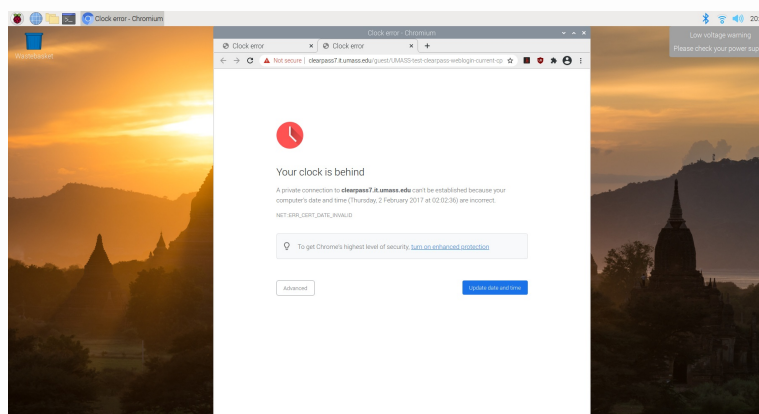 Clock error - Chromium
20:
Wastebasket
Clock error - Chromium
Low voltage warning
Please check your power sup
Clock error
Clock error
Not secure | clearpass7.it.umass.edu/guest/UMASS-test-clearpass-weblogin-current-cp
Your clock is behind
A private connection to clearpass7.it.umass.edu can't be established because your
computer's date and time (Thursday, 2 February 2017 at 02:02:36) are incorrect.
NET::ERR_CERT_DATE_INVALID
To get Chrome's highest level of security, turn on enhanced protection
Advanced
Update date and time